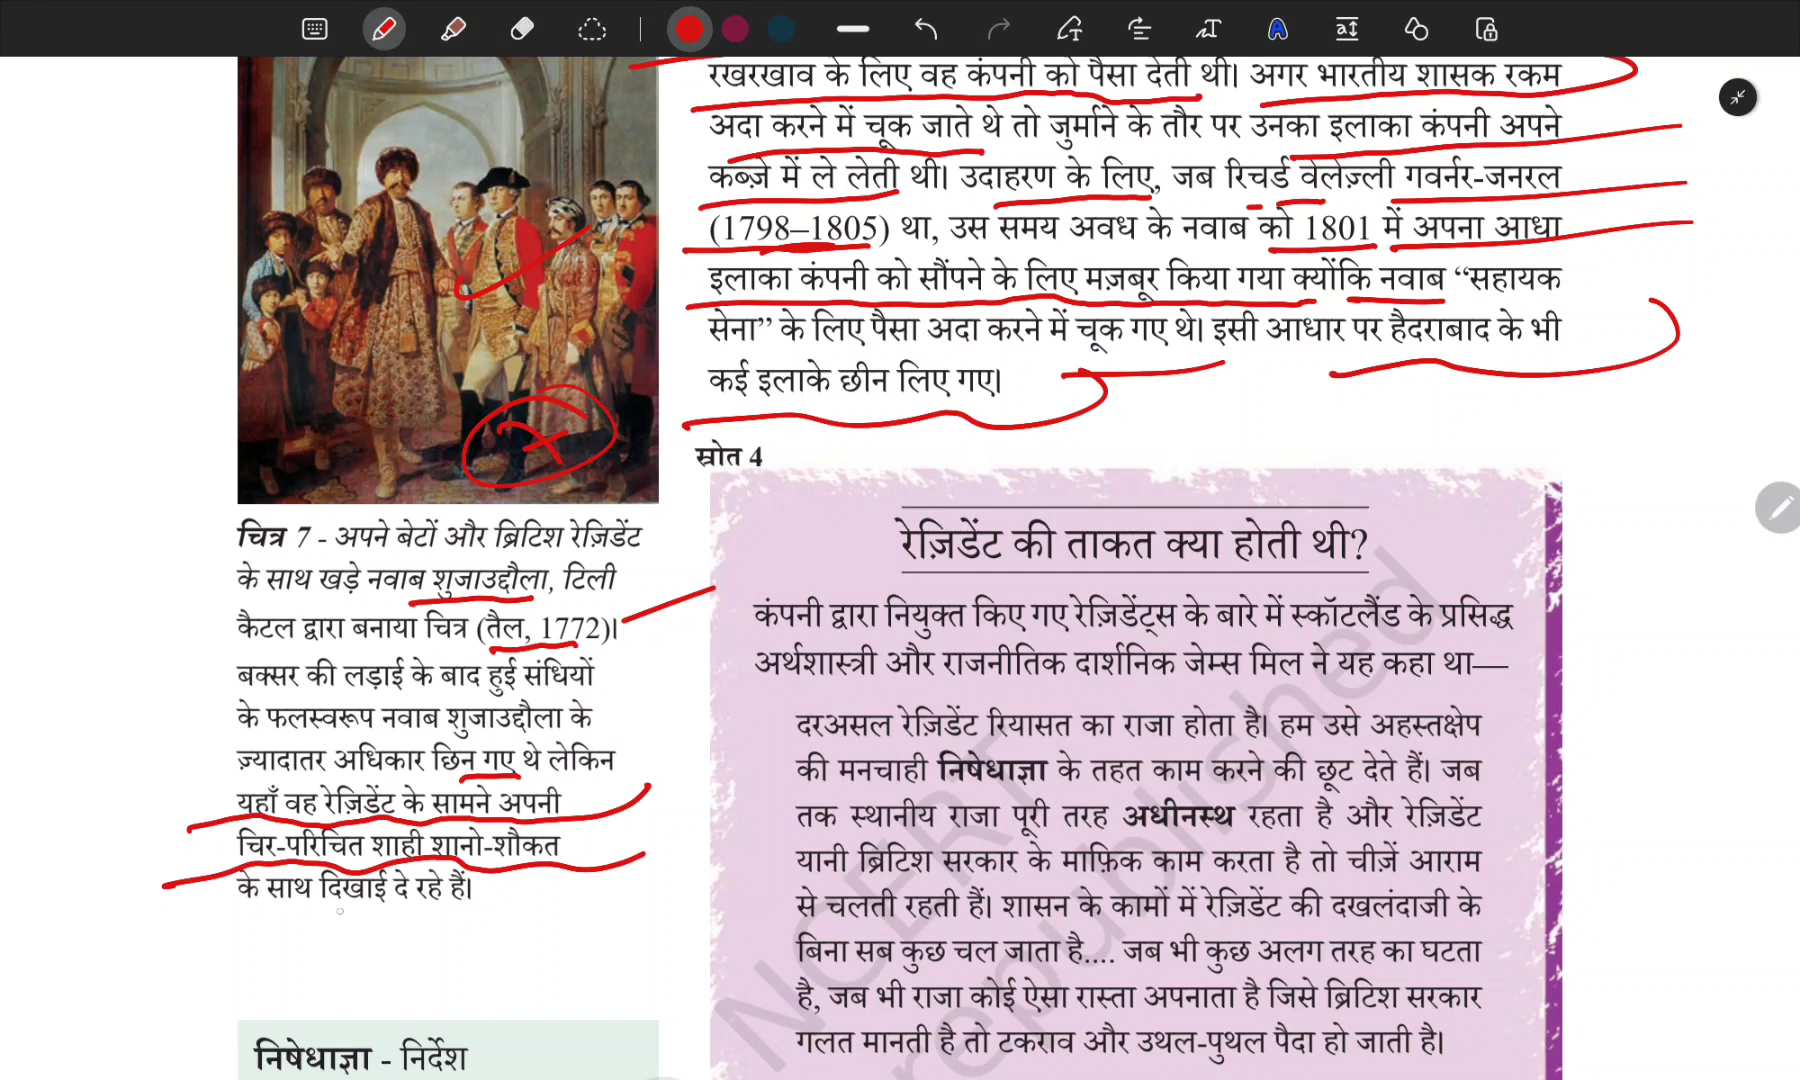 रखरखाव के लिए वह कंपनी को पैसा देती थी। अगर भारतीय शासक रकम
अदा करने में चूक जाते थे तो जुर्माने के तौर पर उनका इलाका कंपनी अपने
कब्ज़े में ले लेती थी। उदाहरण के लिए, जब रिचर्ड वेलेज़्ली गवर्नर-जनरल
(1798–1805) था, उस समय अवध के नवाब को 1801 में अपना आधा
इलाका कंपनी को सौंपने के लिए मज़बूर किया गया क्योंकि नवाब “सहायक
सेना” के लिए पैसा अदा करने में चूक गए थे। इसी आधार पर हैदराबाद के भी
कई इलाके छीन लिए गए।
चित्र 7 - अपने बेटों और ब्रिटिश रेज़िडेंट
के साथ खड़े नवाब शुजाउद्दौला, टिली
कैटल द्वारा बनाया चित्र (तैल, 1772)।
बक्सर की लड़ाई के बाद हुई संधियों
के फलस्वरूप नवाब शुजाउद्दौला के
ज़्यादातर अधिकार छिन गए थे लेकिन
यहाँ वह रेज़िडेंट के सामने अपनी
चिर-परिचित शाही शानो-शौकत
के साथ दिखाई दे रहे हैं।
निषेधाज्ञा - निर्देश
स्रोत 4
रेज़िडेंट की ताकत क्या होती थी?
कंपनी द्वारा नियुक्त किए गए रेज़िडेंट्स के बारे में स्कॉटलैंड के प्रसिद्ध
अर्थशास्त्री और राजनीतिक दार्शनिक जेम्स मिल ने यह कहा था—
दरअसल रेज़िडेंट रियासत का राजा होता है। हम उसे अहस्तक्षेप
की मनचाही निषेधाज्ञा के तहत काम करने की छूट देते हैं। जब
तक स्थानीय राजा पूरी तरह अधीनस्थ रहता है और रेज़िडेंट
यानी ब्रिटिश सरकार के माफ़िक काम करता है तो चीज़ें आराम
से चलती रहती हैं। शासन के कामों में रेज़िडेंट की दखलंदाजी के
बिना सब कुछ चल जाता है.... जब भी कुछ अलग तरह का घटता
है, जब भी राजा कोई ऐसा रास्ता अपनाता है जिसे ब्रिटिश सरकार
गलत मानती है तो टकराव और उथल-पुथल पैदा हो जाती है।
NCERT
republished